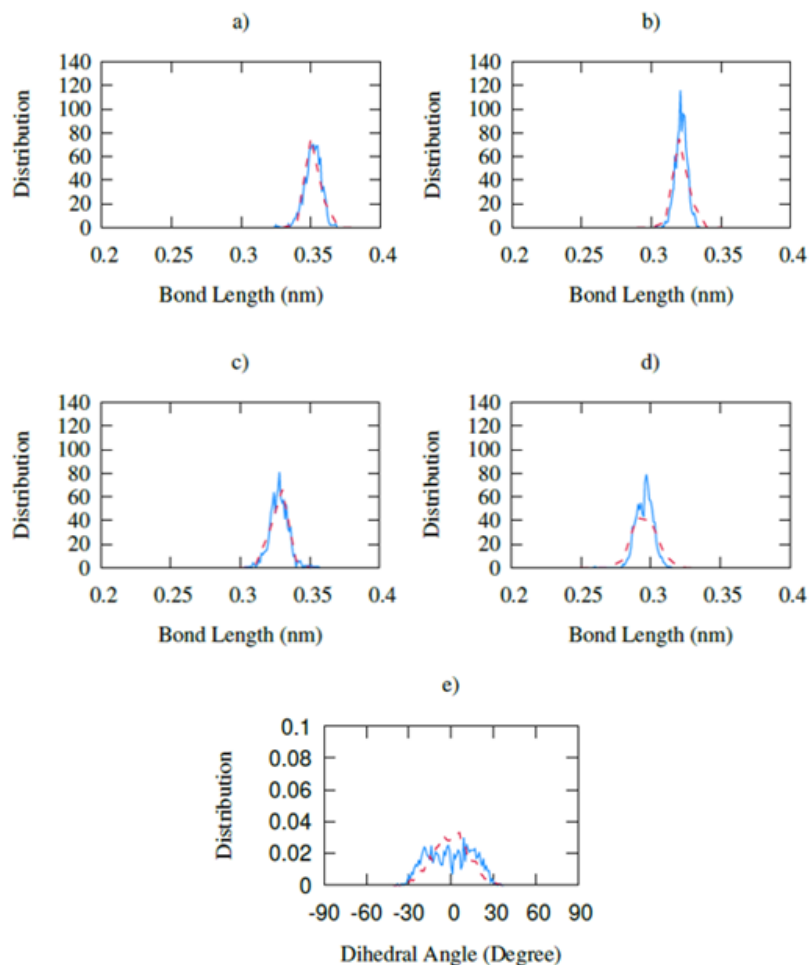 a)
140
120
100
80
60
40
20
0
Distribution
0.2 0.25 0.3 0.35 0.4
Bond Length (nm)
b)
140
120
100
80
60
40
20
0
Distribution
0.2 0.25 0.3 0.35 0.4
Bond Length (nm)
c)
140
120
100
80
60
40
20
0
Distribution
0.2 0.25 0.3 0.35 0.4
Bond Length (nm)
d)
140
120
100
80
60
40
20
0
Distribution
0.2 0.25 0.3 0.35 0.4
Bond Length (nm)
e)
0.1
0.08
0.06
0.04
0.02
0
Distribution
-90 -60 -30 0 30 60 90
Dihedral Angle (Degree)